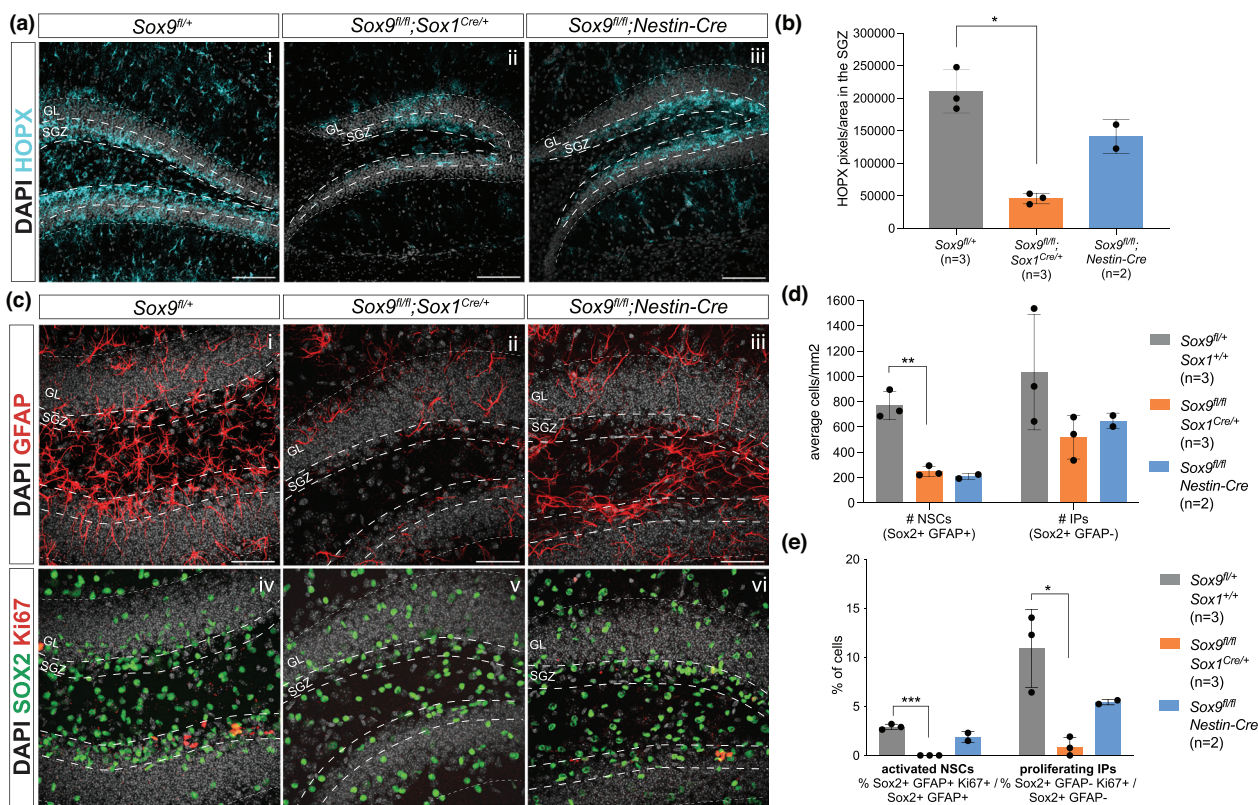 (a)
Sox9fl/+
Sox9fl/fl;Sox1Cre/+
Sox9fl/fl;Nestin-Cre
DAPI HOPX
i
GL
SGZ
ii
GL
SGZ
iii
GL
SGZ
(b)
HOPX pixels/area in the SGZ
300000
250000
200000
150000
100000
50000
0
*
Sox9fl/+
(n=3)
Sox9fl/fl;
Sox1Cre/+
(n=3)
Sox9fl/fl;
Nestin-Cre
(n=2)
(c)
Sox9fl/+
Sox9fl/fl;Sox1Cre/+
Sox9fl/fl;Nestin-Cre
DAPI GFAP
i
GL
SGZ
ii
GL
SGZ
iii
GL
SGZ
DAPI SOX2 Ki67
iv
GL
SGZ
v
GL
SGZ
vi
GL
SGZ
(d)
average cells/mm2
1600
1400
1200
1000
800
600
400
200
0
**
# NSCs
(Sox2+ GFAP+)
# IPs
(Sox2+ GFAP-)
Sox9fl/+
Sox1+/+
(n=3)
Sox9fl/fl
Sox1Cre/+
(n=3)
Sox9fl/fl
Nestin-Cre
(n=2)
(e)
% of cells
20
15
10
5
0
***
*
activated NSCs
% Sox2+ GFAP+ Ki67+ /
Sox2+ GFAP+
proliferating IPs
% Sox2+ GFAP- Ki67+ /
Sox2+ GFAP-
Sox9fl/+
Sox1+/+
(n=3)
Sox9fl/fl
Sox1Cre/+
(n=3)
Sox9fl/fl
Nestin-Cre
(n=2)